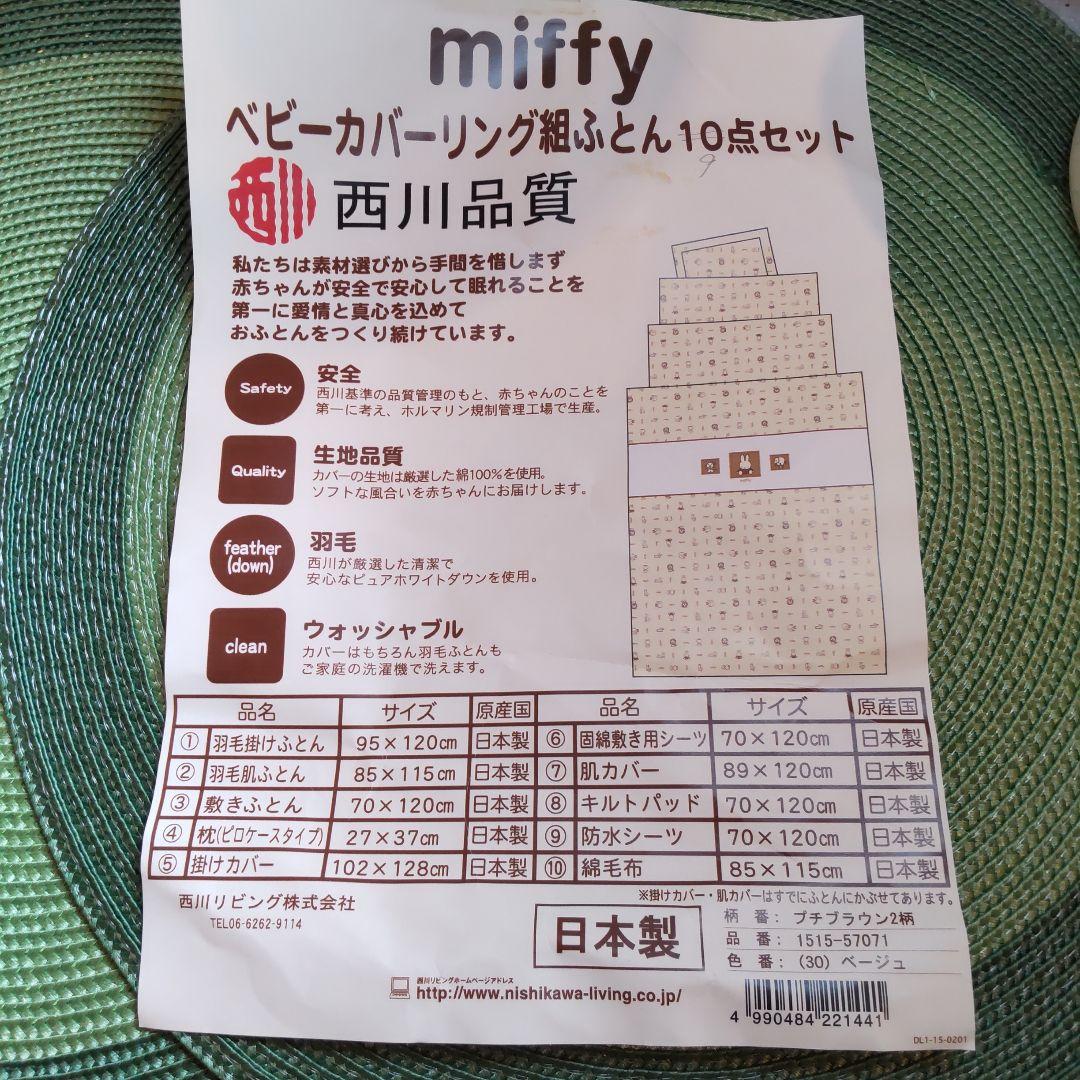 miffy
ベビーカバーリング組ふとん10点セット
9
西川 西川品質
私たちは素材選びから手間を惜しまず
赤ちゃんが安全で安心して眠れることを
第一に愛情と真心を込めて
おふとんをつくり続けています。
Safety 安全
西川基準の品質管理のもと、赤ちゃんのことを
第一に考え、ホルマリン規制管理工場で生産。
Quality 生地品質
カバーの生地は厳選した綿100%を使用。
ソフトな風合いを赤ちゃんにお届けします。
feather (down) 羽毛
西川が厳選した清潔で
安心なピュアホワイトダウンを使用。
clean ウォッシャブル
カバーはもちろん羽毛ふとんも
ご家庭の洗濯機で洗えます。
品名 サイズ 原産国 品名 サイズ 原産国
① 羽毛掛けふとん 95×120cm 日本製 ⑥ 固綿敷き用シーツ 70×120cm 日本製
② 羽毛肌ふとん 85×115cm 日本製 ⑦ 肌カバー 89×120cm 日本製
③ 敷きふとん 70×120cm 日本製 ⑧ キルトパッド 70×120cm 日本製
④ 枕(ピロケースタイプ) 27×37cm 日本製 ⑨ 防水シーツ 70×120cm 日本製
⑤ 掛けカバー 102×128cm 日本製 ⑩ 綿毛布 85×115cm 日本製
※掛けカバー・肌カバーはすでにふとんにかぶせてあります。
西川リビング株式会社
TEL06-6262-9114
日本製
柄 番: プチブラウン2柄
品 番: 1515-57071
色 番: (30) ベージュ
西川リビングホームページアドレス
http://www.nishikawa-living.co.jp/
4 990484 221441
DL1-15-0201